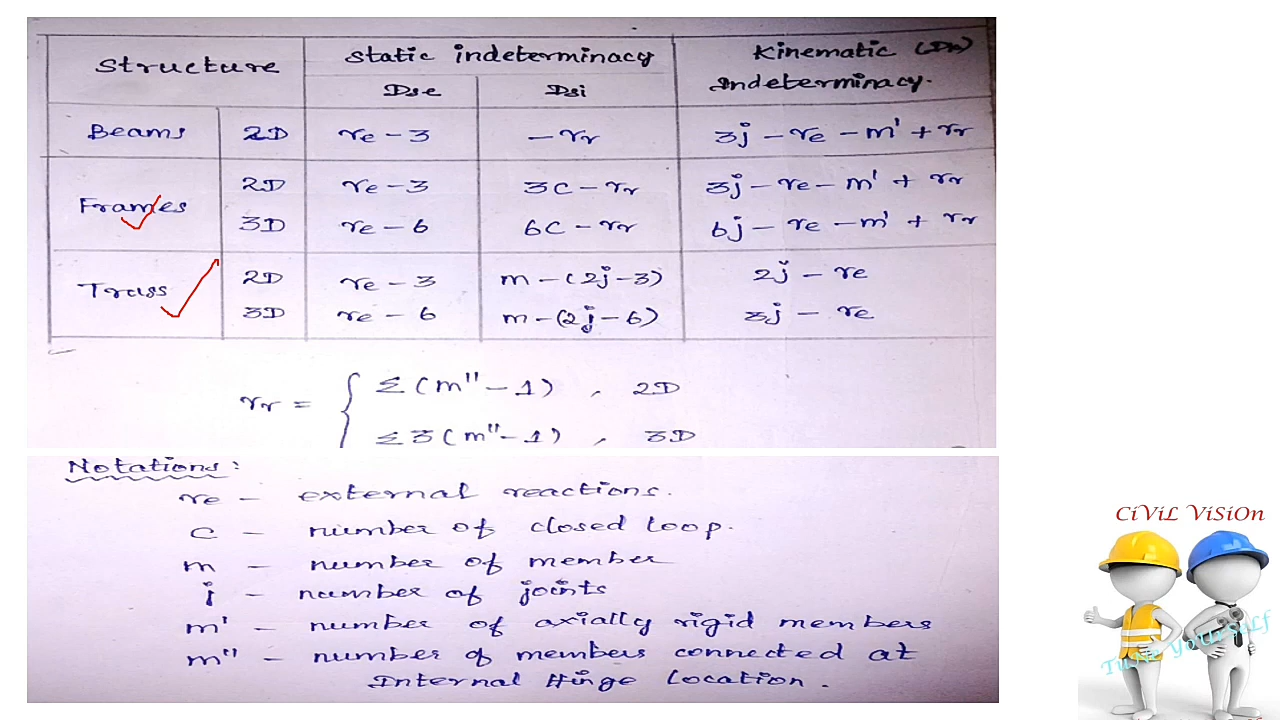 Structure Static indeterminacy Kinematic (Dk) Indeterminacy.
Dse Dsi
Beams 2D re - 3 - rr 3j - re - m' + rr
Frames 2D re - 3 3c - rr 3j - re - m' + rr
3D re - 6 6c - rr 6j - re - m' + rr
Truss 2D re - 3 m - (2j - 3) 2j - re
3D re - 6 m - (2j - 6) 3j - re
rr = { Σ(m" - 1) , 2D
Σ3(m" - 1) , 3D
Notations :
re - external reactions.
c - number of closed loop.
m - number of member
j - number of joints
m' - number of axially rigid members
m" - number of members connected at
Internal Hinge Location.
CiViL ViSiOn
TuNe YoUrSeLf